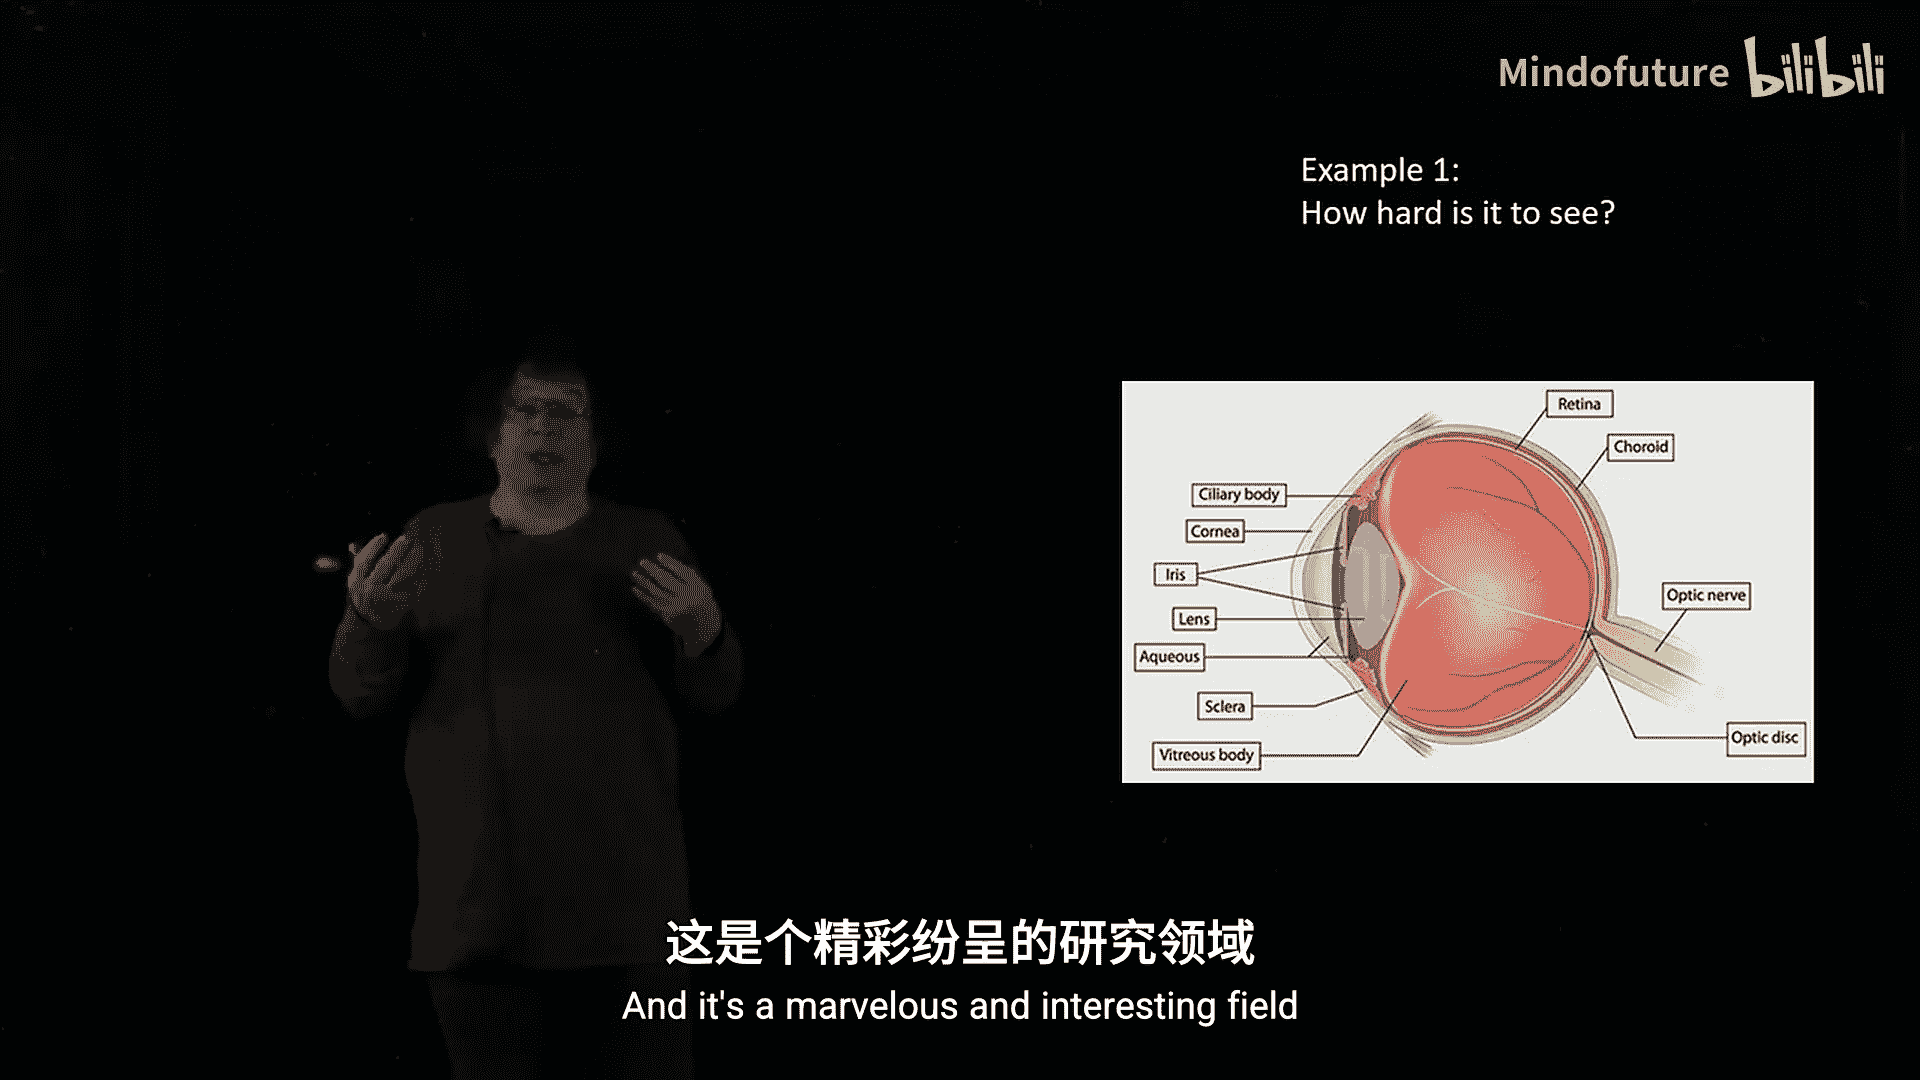 Mindofuture bilibili
Example 1:
How hard is it to see?
Retina
Choroid
Ciliary body
Cornea
Iris
Lens
Optic nerve
Aqueous
Sclera
Optic disc
Vitreous body
这是个精彩纷呈的研究领域
And it's a marvelous and interesting field